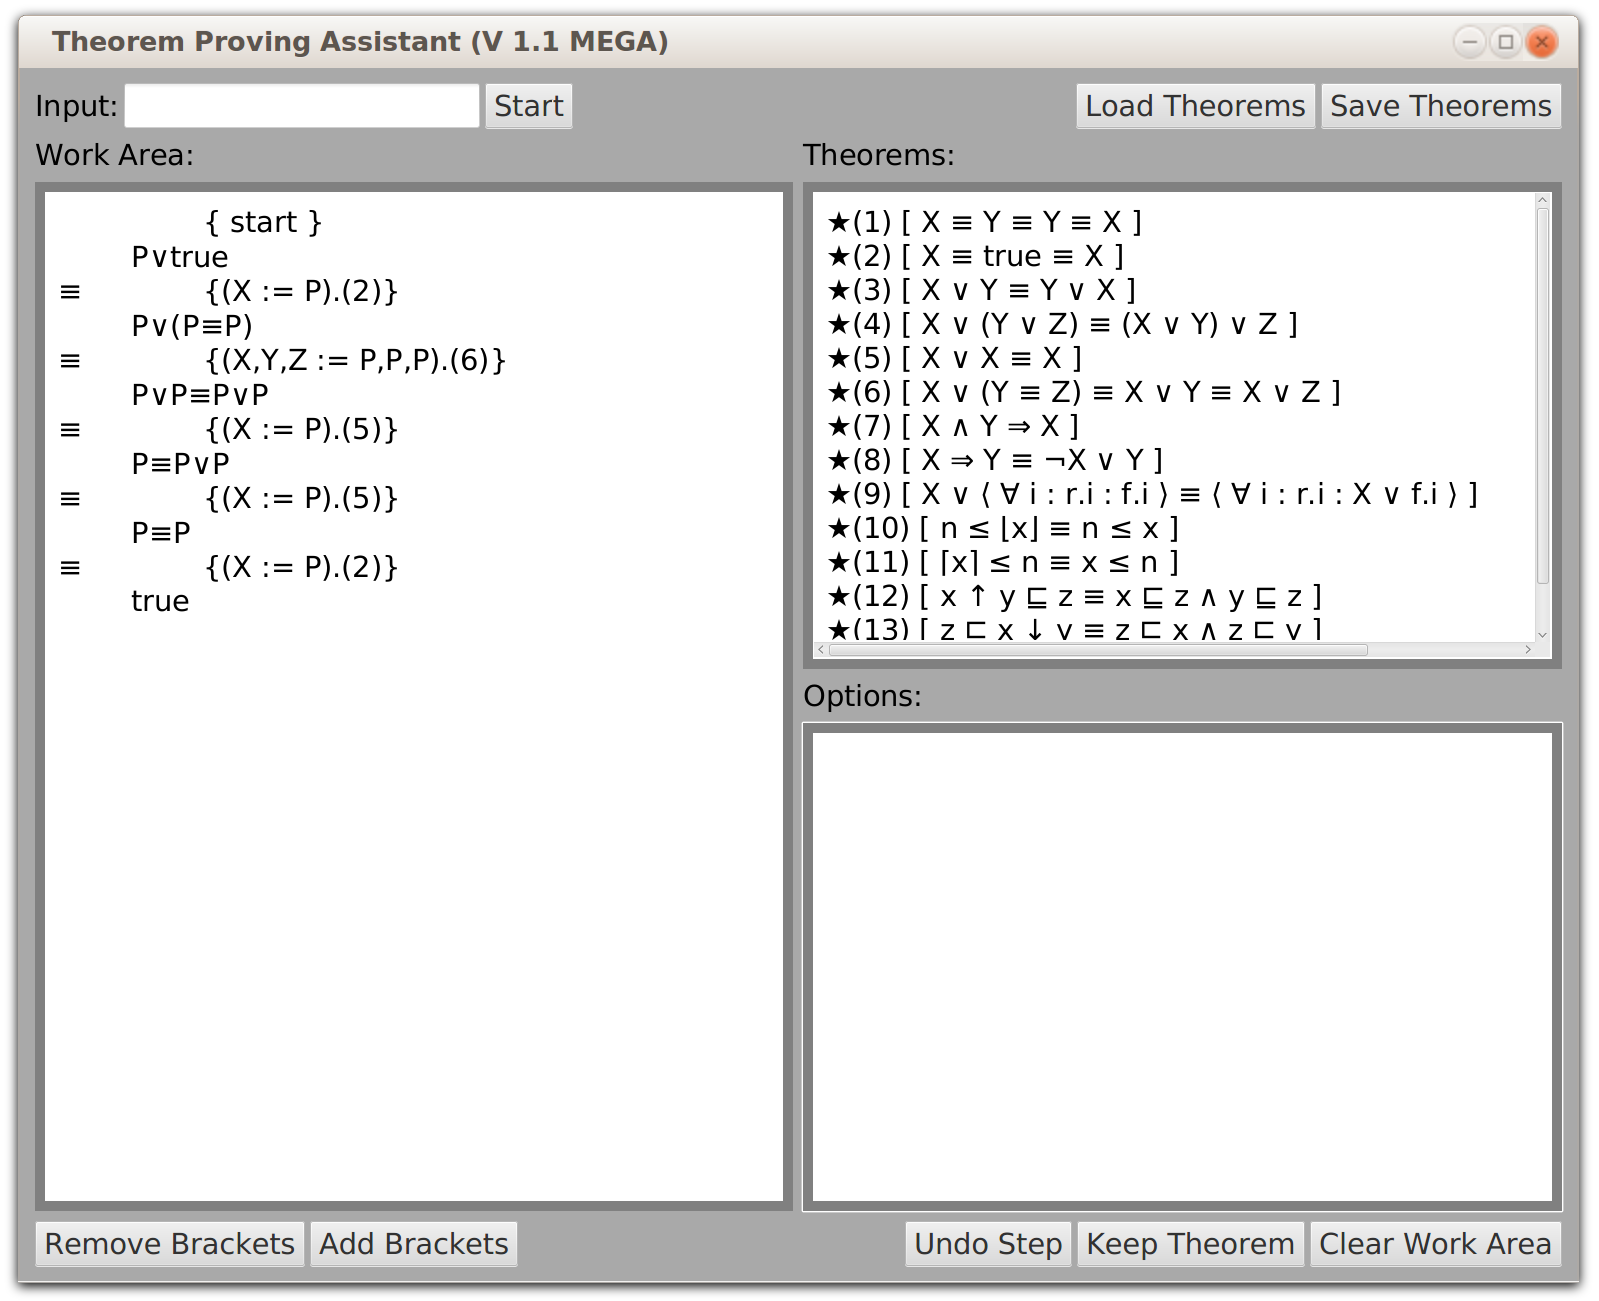 Theorem Proving Assistant (V 1.1 MEGA)
Input: Start Load Theorems Save Theorems
Work Area:
{ start }
P∨true
≡ {(X := P).(2)}
P∨(P≡P)
≡ {(X,Y,Z := P,P,P).(6)}
P∨P≡P∨P
≡ {(X := P).(5)}
P≡P∨P
≡ {(X := P).(5)}
P≡P
≡ {(X := P).(2)}
true
Theorems:
★(1) [ X ≡ Y ≡ Y ≡ X ]
★(2) [ X ≡ true ≡ X ]
★(3) [ X ∨ Y ≡ Y ∨ X ]
★(4) [ X ∨ (Y ∨ Z) ≡ (X ∨ Y) ∨ Z ]
★(5) [ X ∨ X ≡ X ]
★(6) [ X ∨ (Y ≡ Z) ≡ X ∨ Y ≡ X ∨ Z ]
★(7) [ X ∧ Y ⇒ X ]
★(8) [ X ⇒ Y ≡ ¬X ∨ Y ]
★(9) [ X ∨ ⟨ ∀ i : r.i : f.i ⟩ ≡ ⟨ ∀ i : r.i : X ∨ f.i ⟩ ]
★(10) [ n ≤ ⌊x⌋ ≡ n ≤ x ]
★(11) [ ⌈x⌉ ≤ n ≡ x ≤ n ]
★(12) [ x ↑ y ⊑ z ≡ x ⊑ z ∧ y ⊑ z ]
★(13) [ z ⊑ x ↓ y ≡ z ⊑ x ∧ z ⊑ y ]
Options:
Remove Brackets Add Brackets Undo Step Keep Theorem Clear Work Area